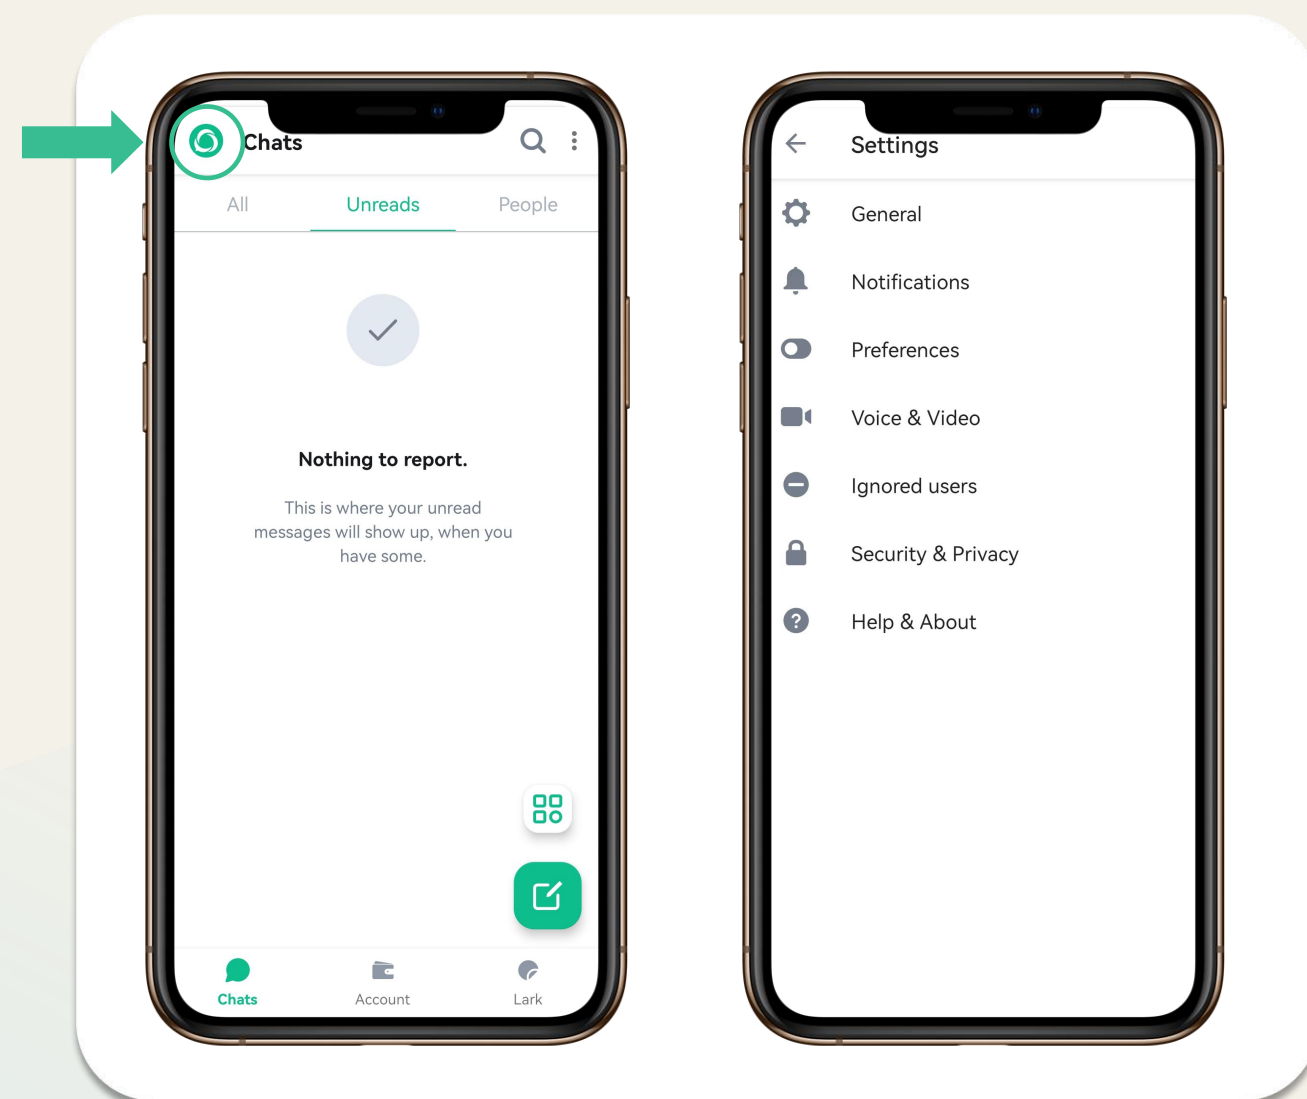 Chats
All Unreads People
Nothing to report.
This is where your unread
messages will show up, when you
have some.
Chats Account Lark
Settings
General
Notifications
Preferences
Voice & Video
Ignored users
Security & Privacy
Help & About